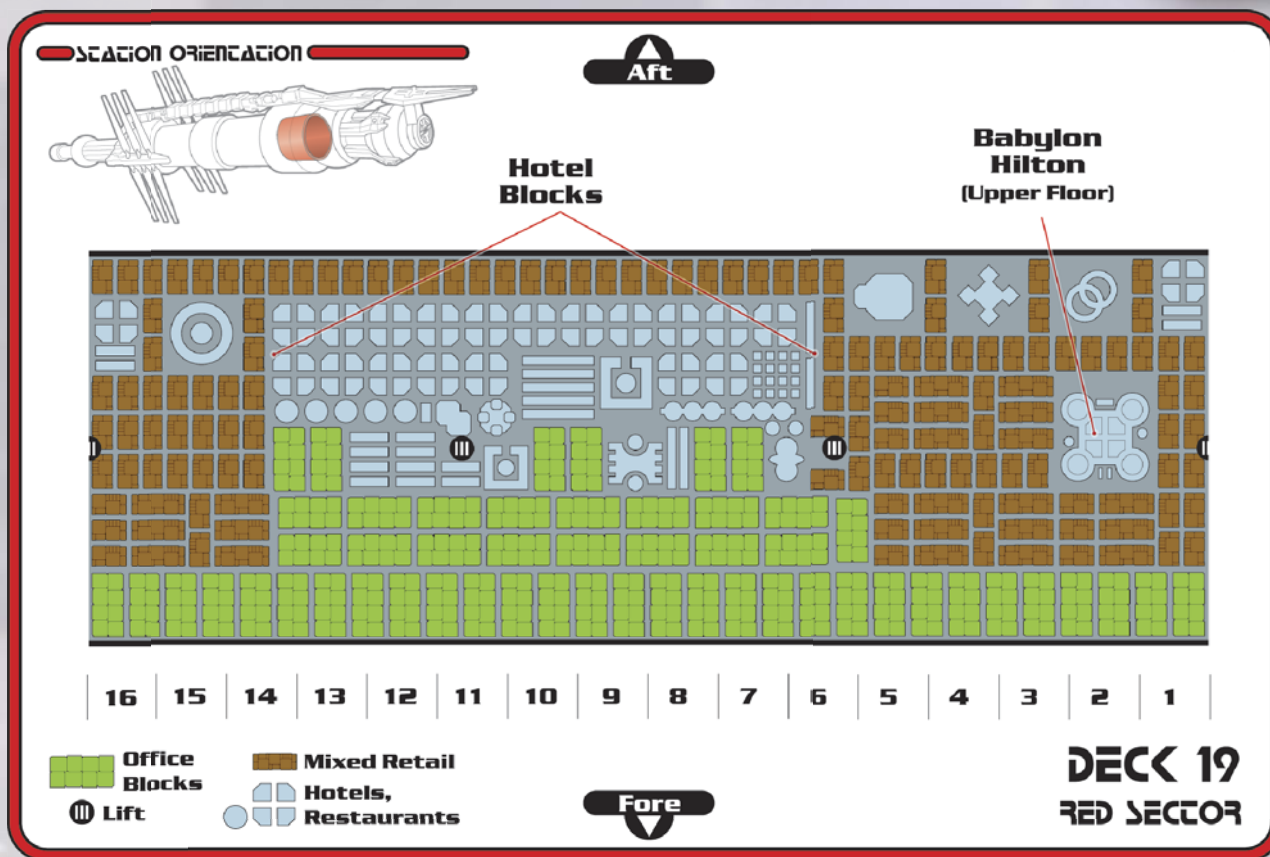 STATION ORIENTATION
Aft
Hotel
Blocks
Babylon
Hilton
(Upper Floor)
16 15 14 13 12 11 10 9 8 7 6 5 4 3 2 1
Office
Blocks
Lift
Mixed Retail
Hotels,
Restaurants
Fore
DECK 19
RED SECTOR